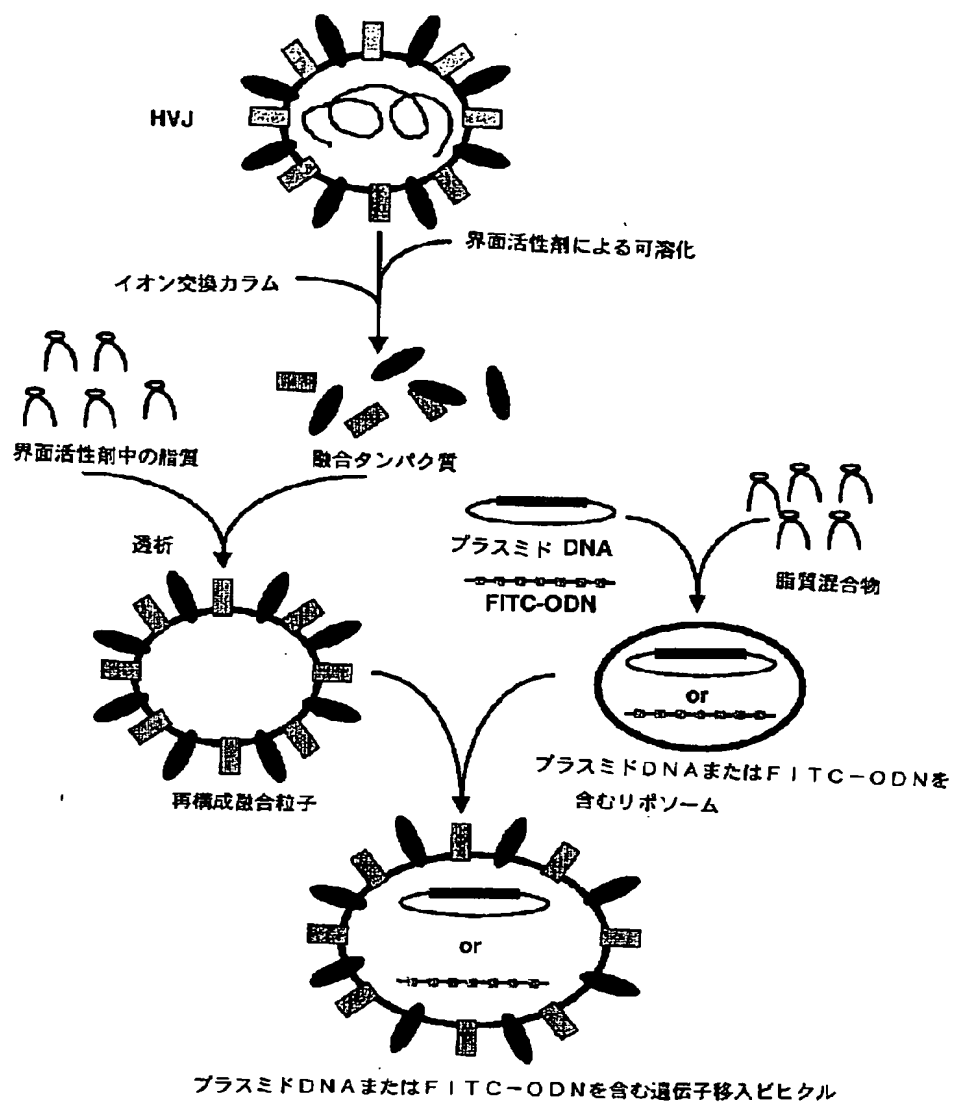 HVJ
界面活性剤による可溶化
イオン交換カラム
界面活性剤中の脂質
融合タンパク質
透析
プラスミド DNA
FITC-ODN
脂質混合物
or
プラスミドDNAまたはFITC-ODNを
含むリポソーム
再構成融合粒子
or
プラスミドDNAまたはFITC-ODNを含む遺伝子移入ビヒクル